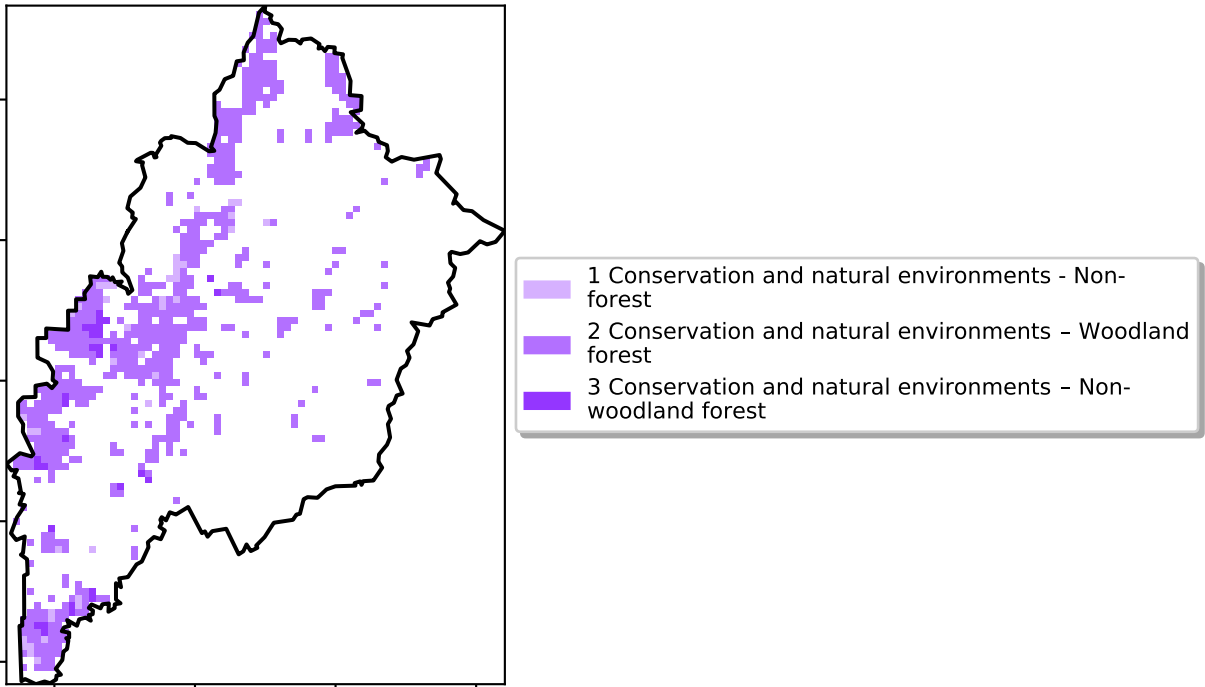 1 Conservation and natural environments - Non-
forest
2 Conservation and natural environments – Woodland
forest
3 Conservation and natural environments – Non-
woodland forest